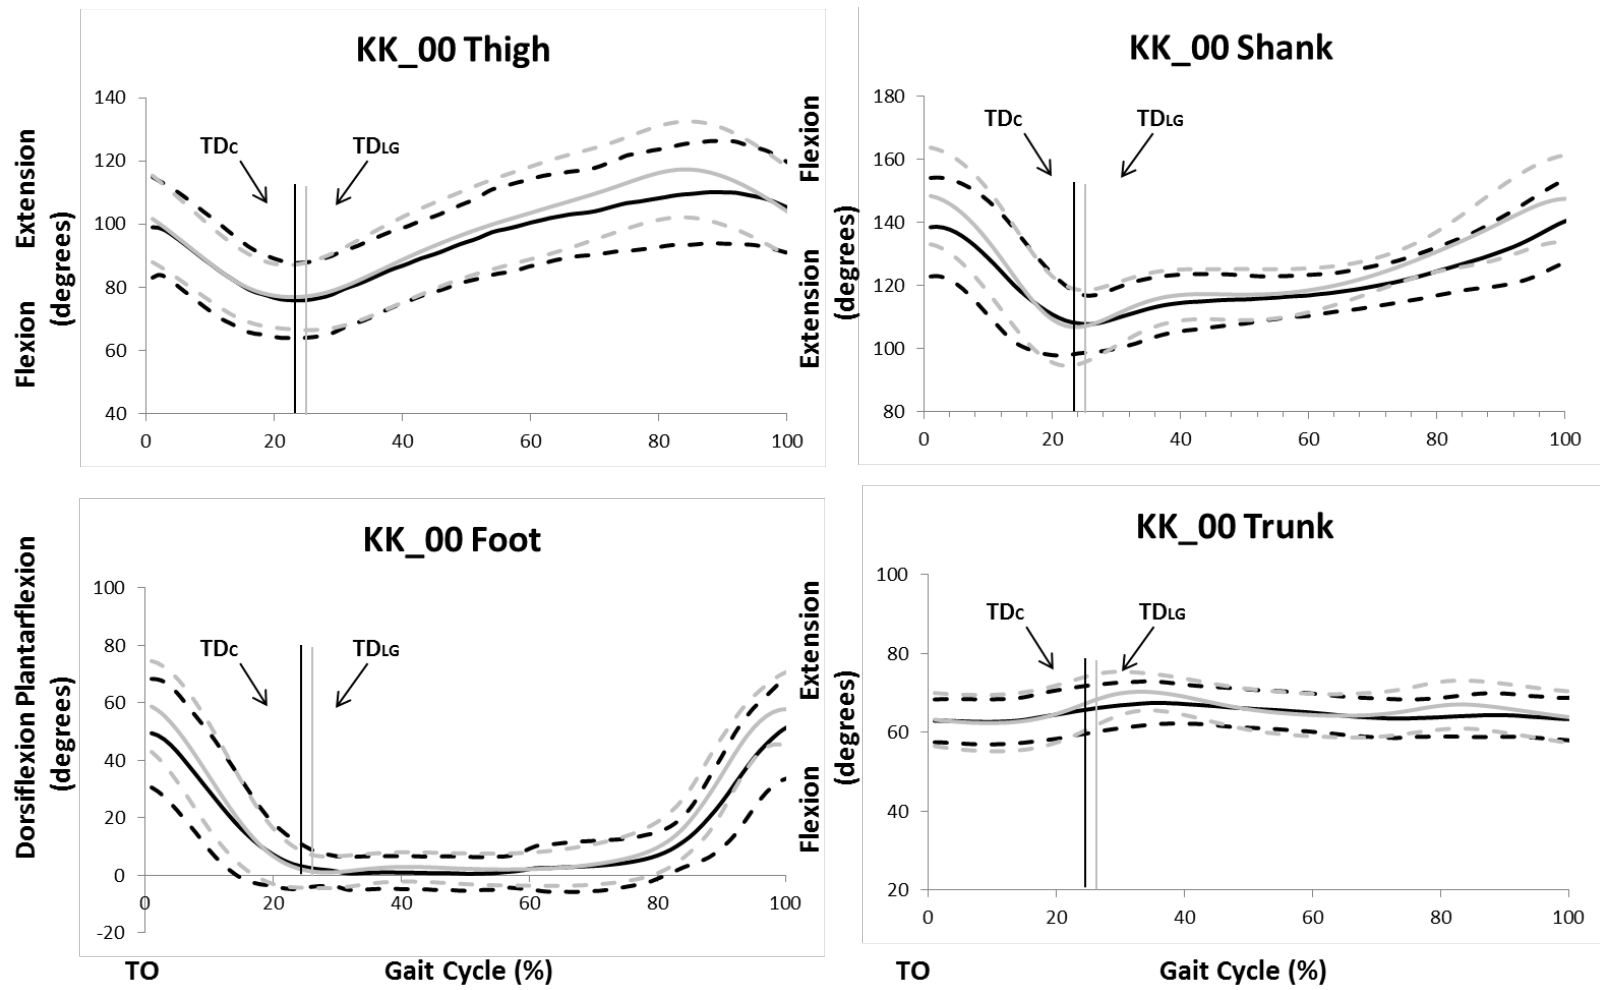 KK_00 Thigh
140
120
100
80
60
40
0 20 40 60 80 100
TDC
TDLG
Flexion Extension
(degrees)
KK_00 Shank
180
160
140
120
100
80
0 20 40 60 80 100
TDC
TDLG
Extension Flexion
(degrees)
KK_00 Foot
100
80
60
40
20
0
-20
0 20 40 60 80 100
TDC
TDLG
Dorsiflexion Plantarflexion
(degrees)
TO Gait Cycle (%)
KK_00 Trunk
100
80
60
40
20
0 20 40 60 80 100
TDC
TDLG
Flexion Extension
(degrees)
TO Gait Cycle (%)